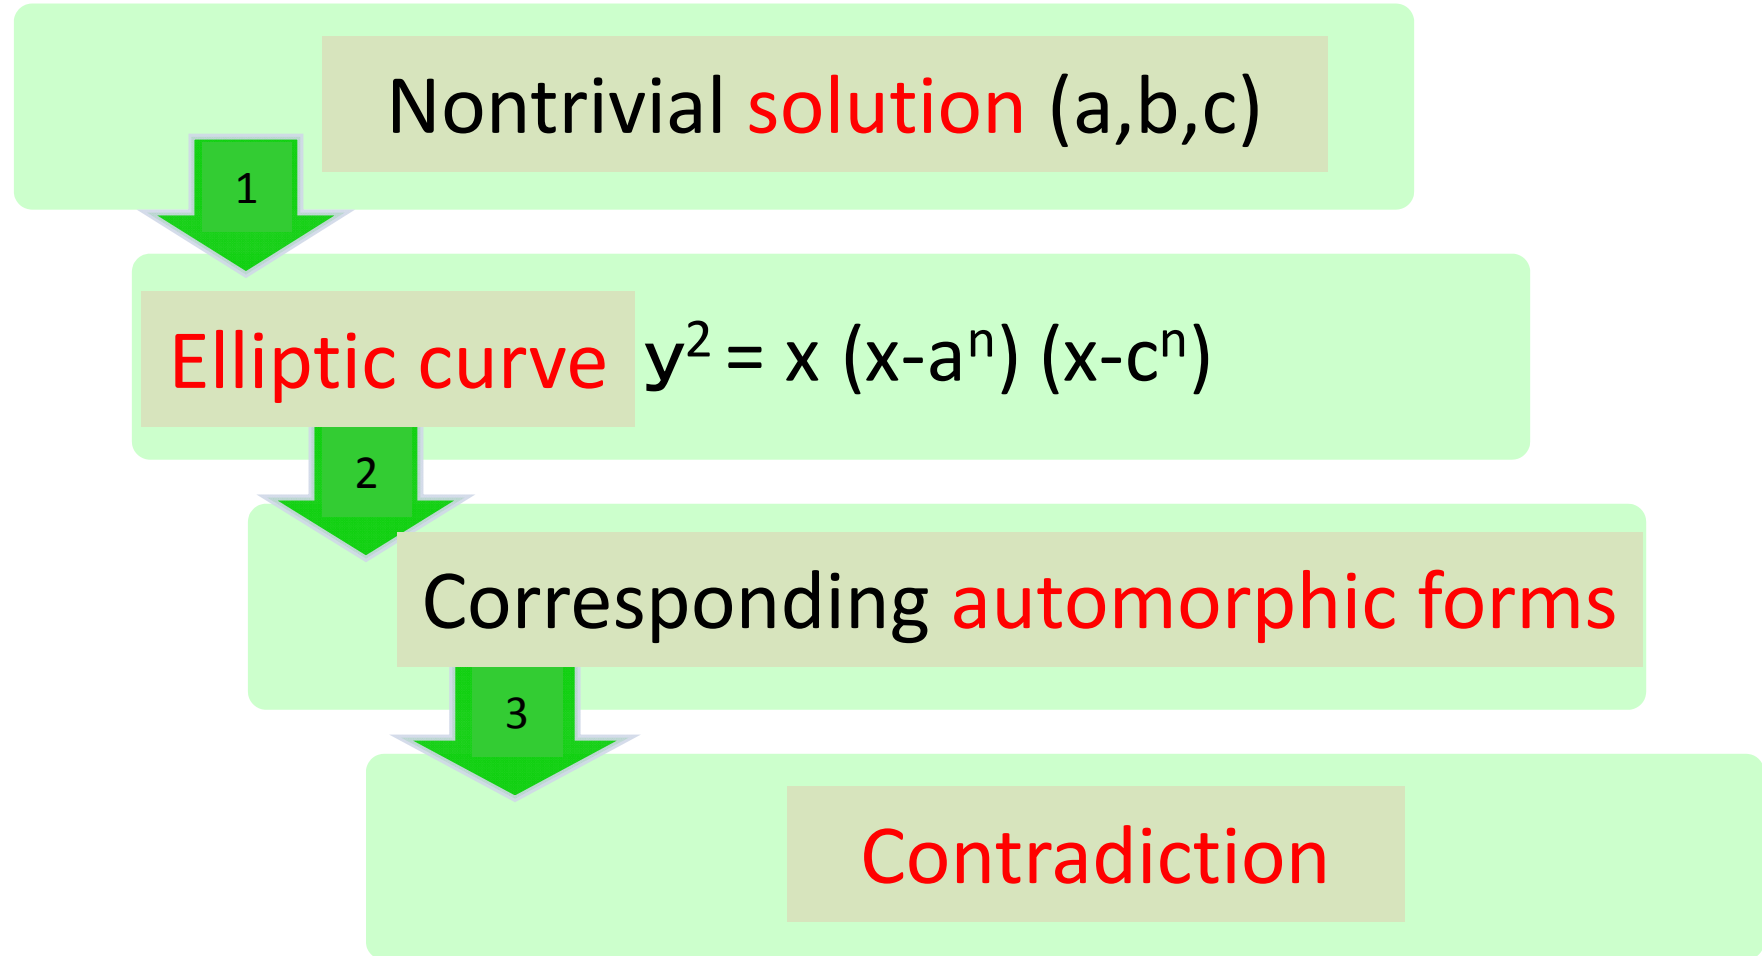 Nontrivial solution (a,b,c)
1
Elliptic curve y² = x (x-aⁿ) (x-cⁿ)
2
Corresponding automorphic forms
3
Contradiction